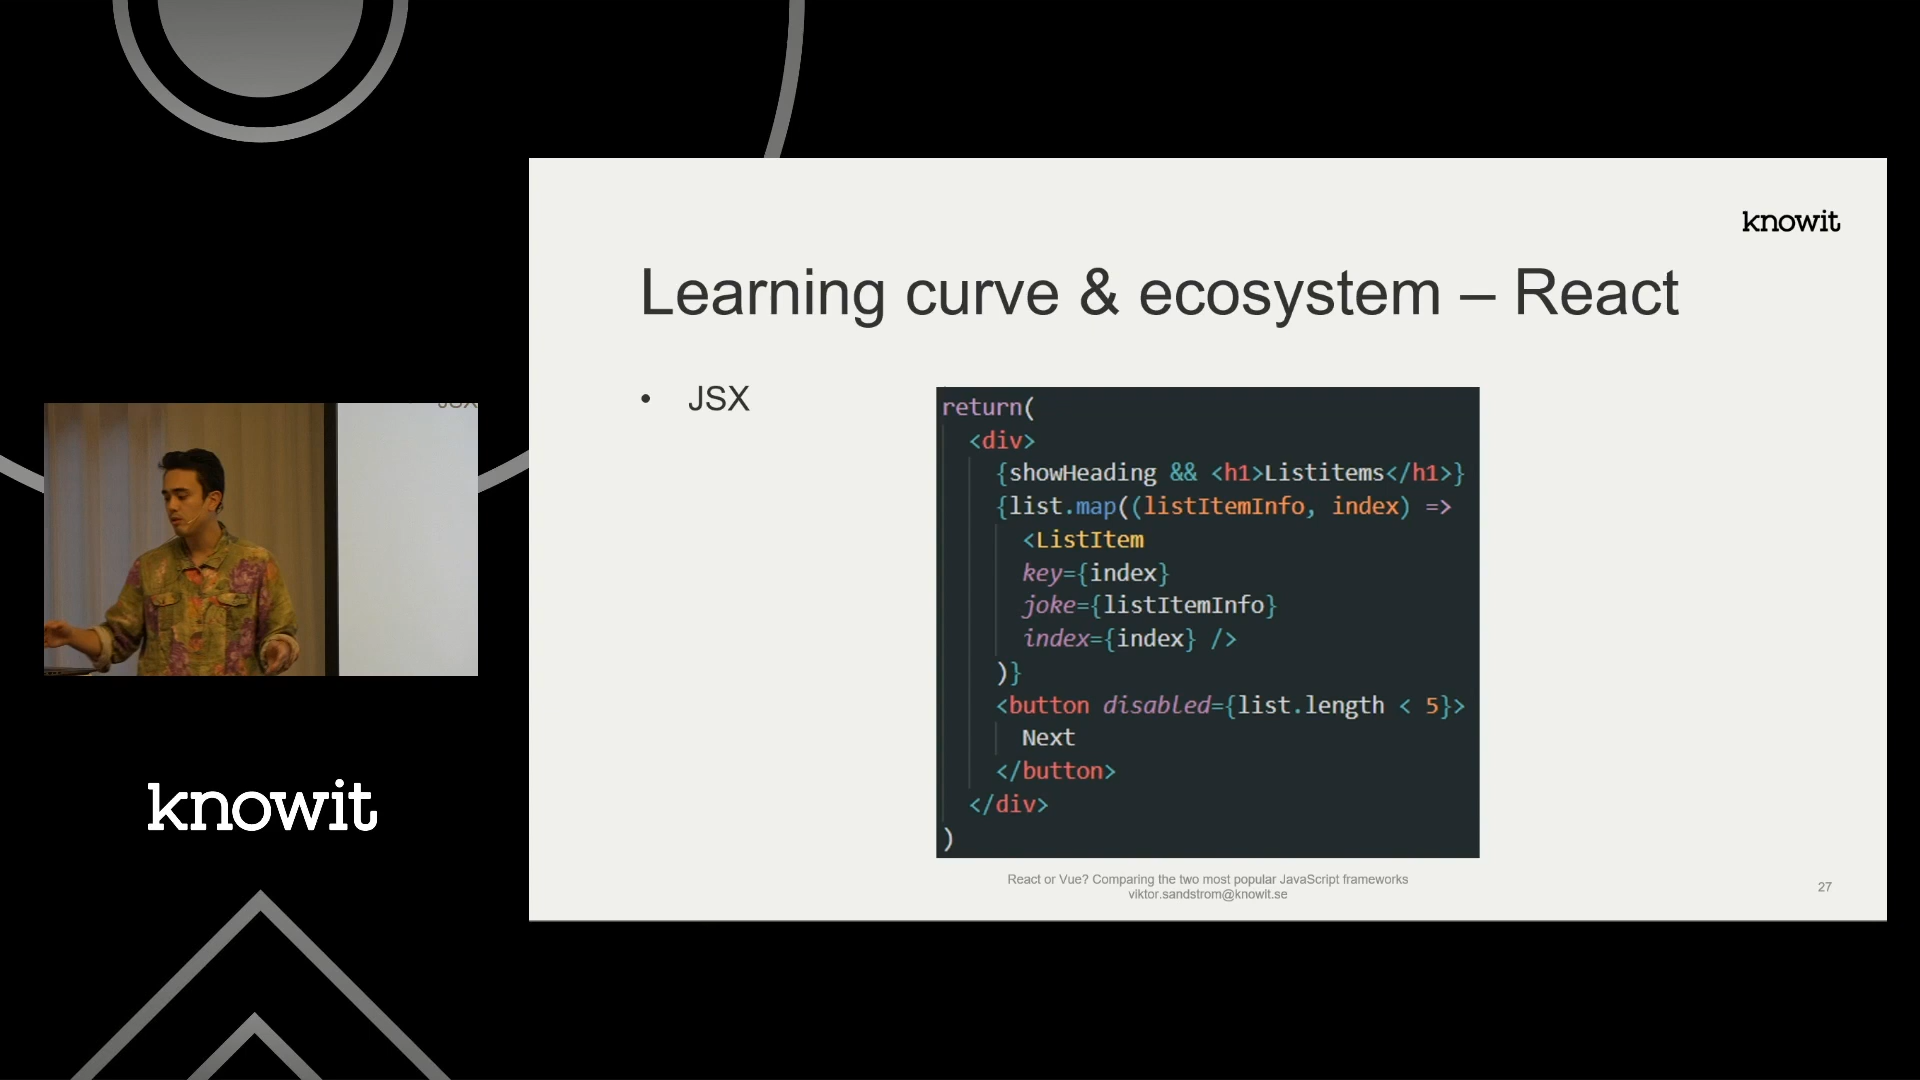 knowit
Learning curve & ecosystem – React
• JSX
return(
<div>
{showHeading && <h1>Listitems</h1>}
{list.map((listItemInfo, index) =>
<ListItem
key={index}
joke={listItemInfo}
index={index} />
)}
<button disabled={list.length < 5}>
Next
</button>
</div>
)
React or Vue? Comparing the two most popular JavaScript frameworks
viktor.sandstrom@knowit.se
27
JSX
knowit